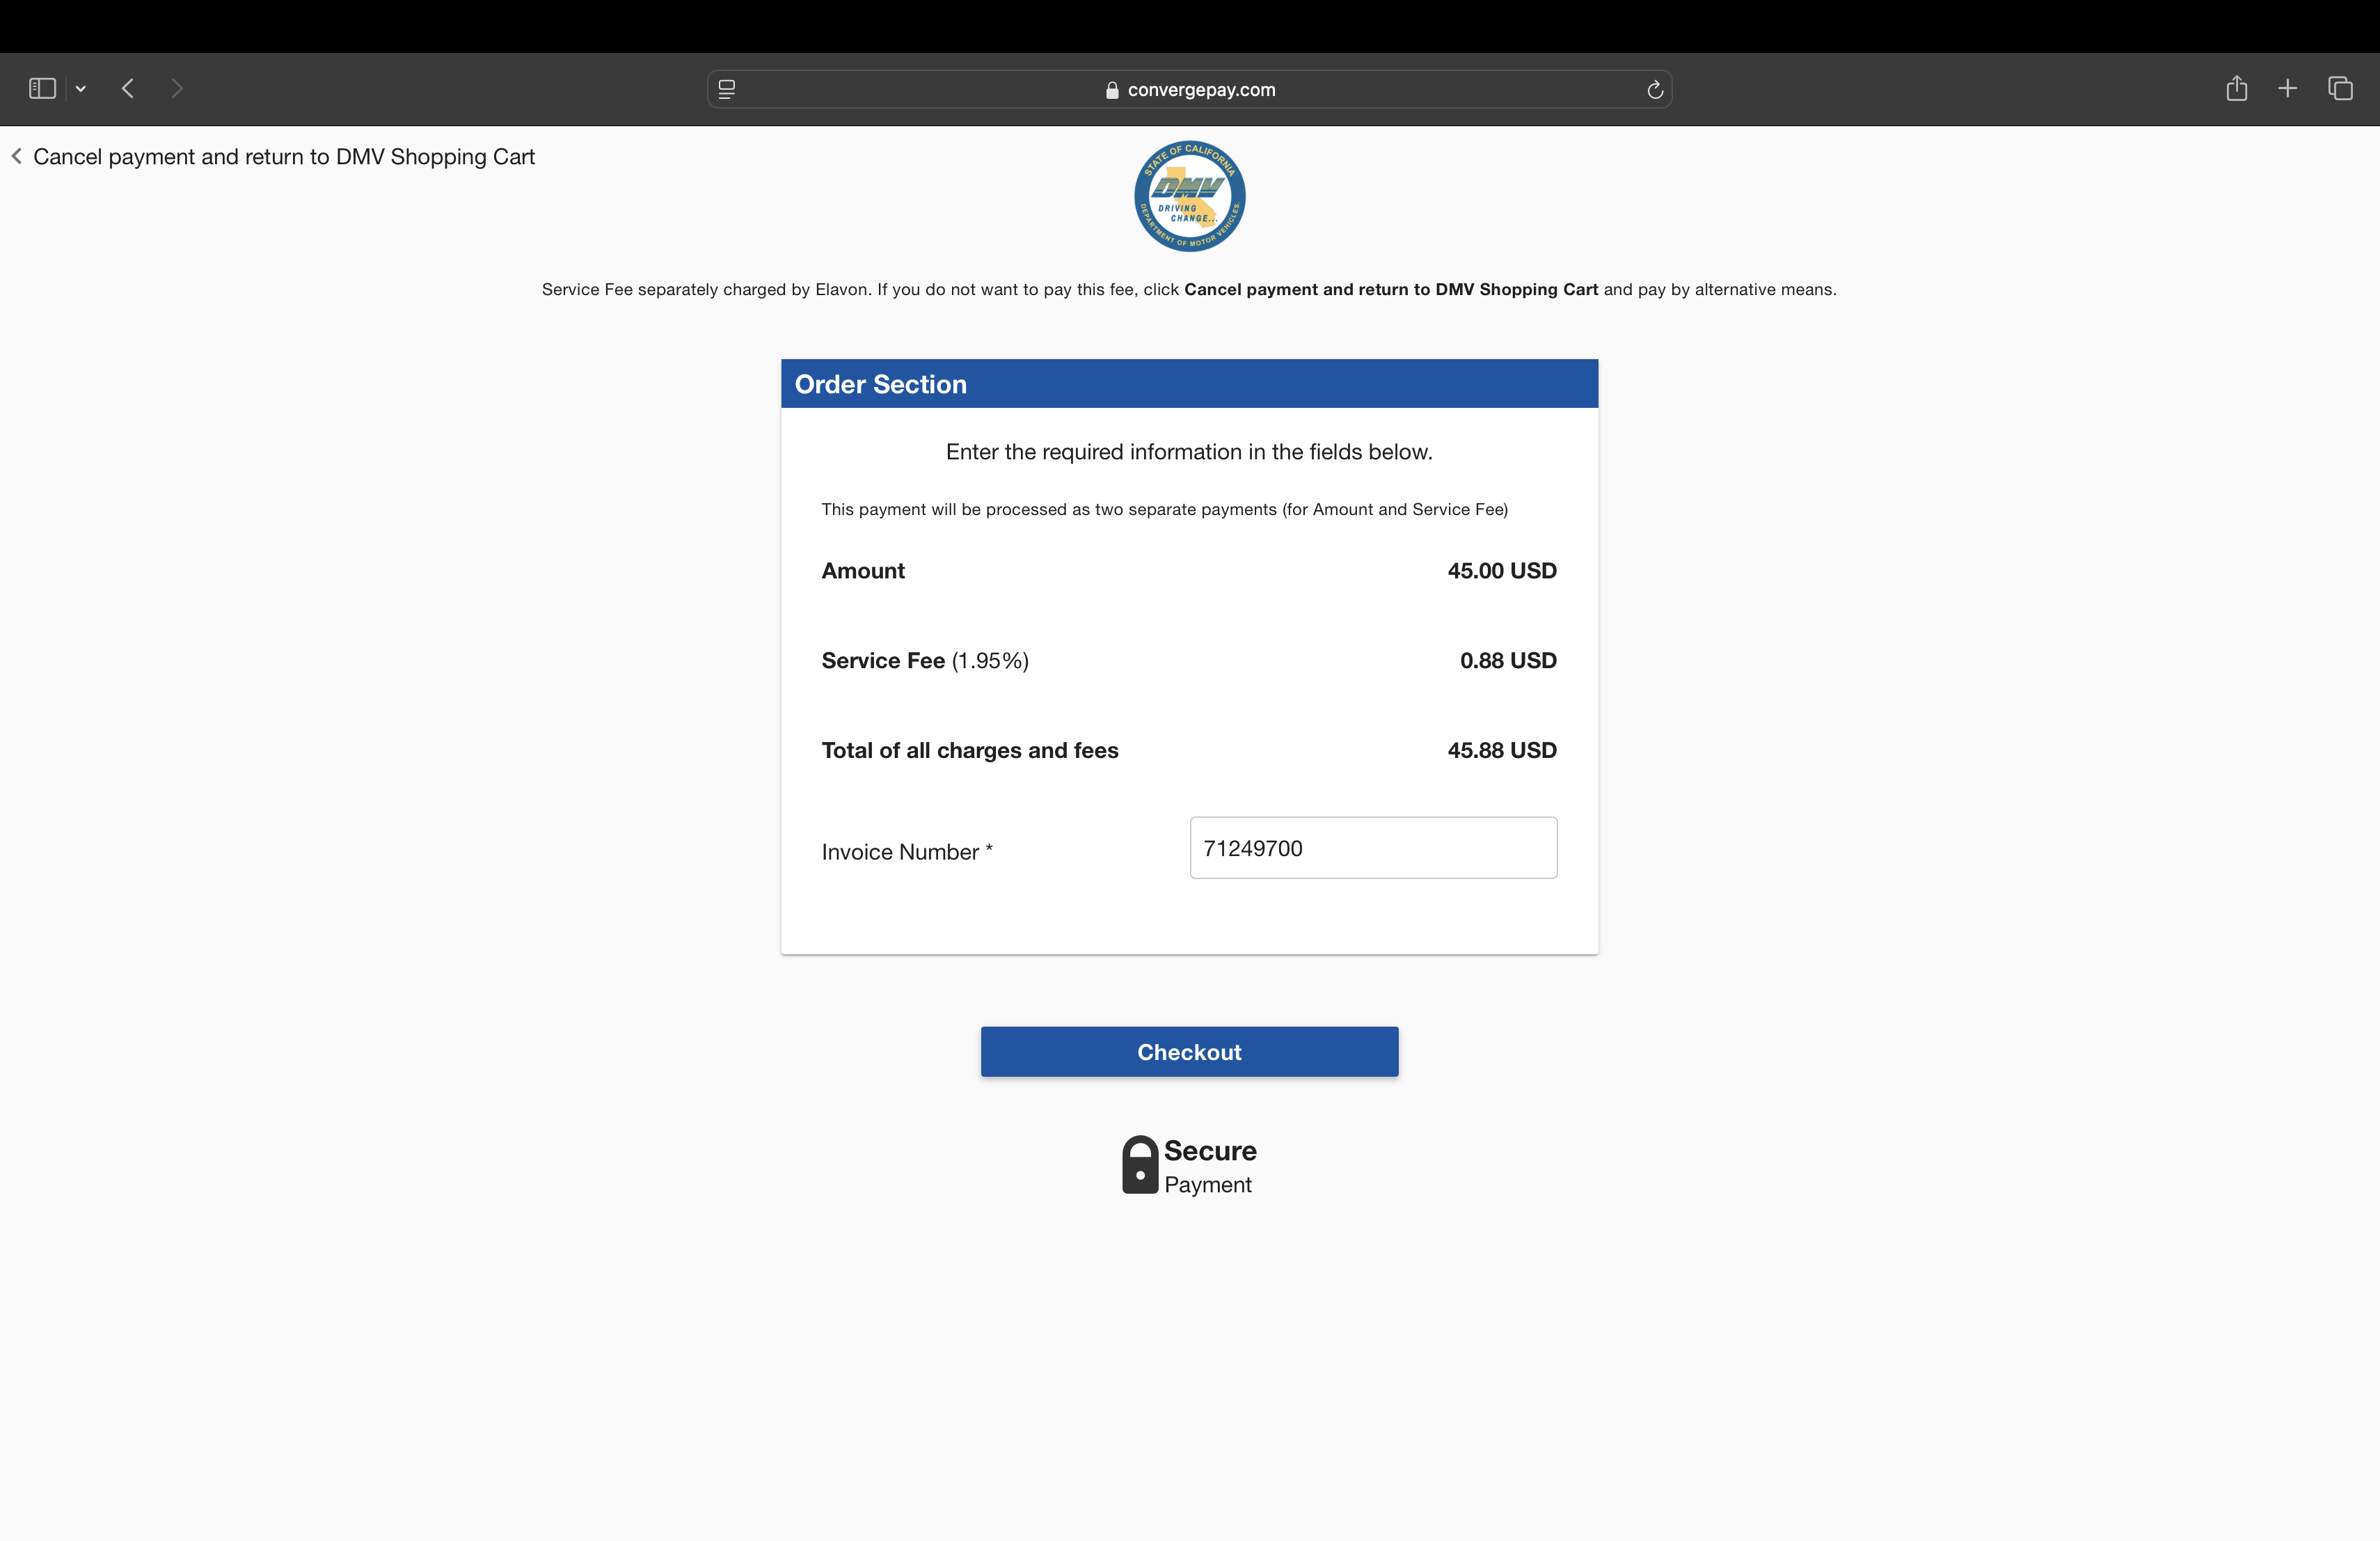 convergepay.com
Cancel payment and return to DMV Shopping Cart
STATE OF CALIFORNIA
DMV
DRIVING
CHANGE...
DEPARTMENT OF MOTOR VEHICLES.
Service Fee separately charged by Elavon. If you do not want to pay this fee, click Cancel payment and return to DMV Shopping Cart and pay by alternative means.
Order Section
Enter the required information in the fields below.
This payment will be processed as two separate payments (for Amount and Service Fee)
Amount 45.00 USD
Service Fee (1.95%) 0.88 USD
Total of all charges and fees 45.88 USD
Invoice Number * 71249700
Checkout
Secure
Payment